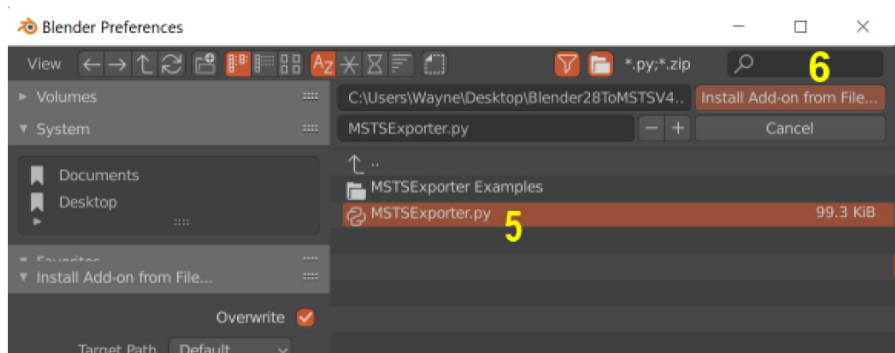 Blender Preferences
View
*.py;*.zip
6
Volumes
C:\Users\Wayne\Desktop\Blender28ToMSTSV4..
Install Add-on from File...
System
MSTSExporter.py
Cancel
..
Documents
MSTSExporter Examples
Desktop
MSTSExporter.py
5
99.3 KiB
Favorites
Install Add-on from File...
Overwrite
Target Path
Default